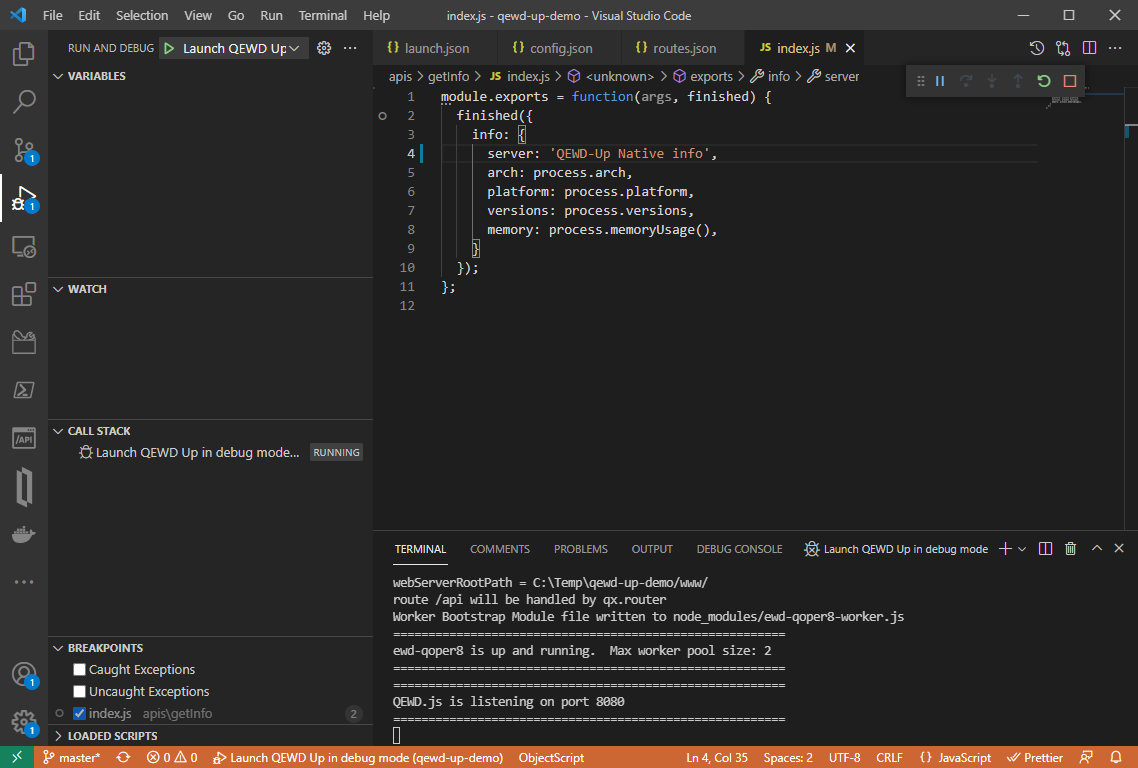 File Edit Selection View Go Run Terminal Help index.js - qewd-up-demo - Visual Studio Code
RUN AND DEBUG Launch QEWD Up
launch.json config.json routes.json JS index.js M
apis > getInfo > JS index.js > <unknown> > exports > info > server
VARIABLES
WATCH
CALL STACK
Launch QEWD Up in debug mode... RUNNING
BREAKPOINTS
Caught Exceptions
Uncaught Exceptions
index.js apis\getInfo 2
LOADED SCRIPTS
1
1
/API
1
1
1 module.exports = function(args, finished) {
2 finished({
3 info: {
4 server: 'QEWD-Up Native info',
5 arch: process.arch,
6 platform: process.platform,
7 versions: process.versions,
8 memory: process.memoryUsage(),
9 }
10 });
11 };
12
TERMINAL COMMENTS PROBLEMS OUTPUT DEBUG CONSOLE Launch QEWD Up in debug mode
webServerRootPath = C:\Temp\qewd-up-demo/www/
route /api will be handled by qx.router
Worker Bootstrap Module file written to node_modules/ewd-qoper8-worker.js
===================================================
ewd-qoper8 is up and running.  Max worker pool size: 2
===================================================
===================================================
QEWD.js is listening on port 8080
===================================================
master* 0 0 Launch QEWD Up in debug mode (qewd-up-demo) ObjectScript Ln 4, Col 35 Spaces: 2 UTF-8 CRLF {} JavaScript Prettier